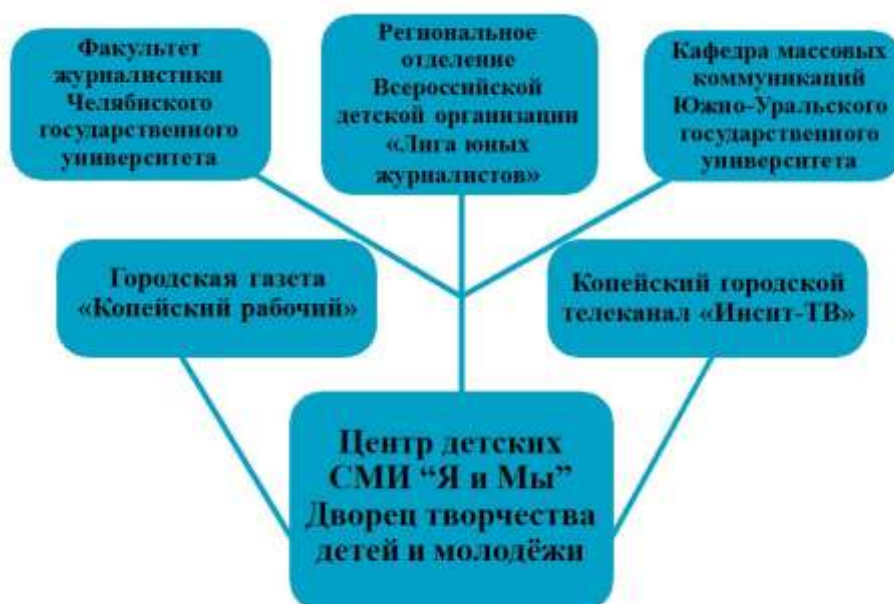 Факультет
журналистики
Челябинского
государственного
университета
Региональное
отделение
Всероссийской
детской организации
«Лига юных
журналистов»
Кафедра массовых
коммуникаций
Южно-Уральского
государственного
университета
Городская газета
«Копейский рабочий»
Копейский городской
телеканал «Инсит-ТВ»
Центр детских
СМИ “Я и Мы”
Дворец творчества
детей и молодёжи